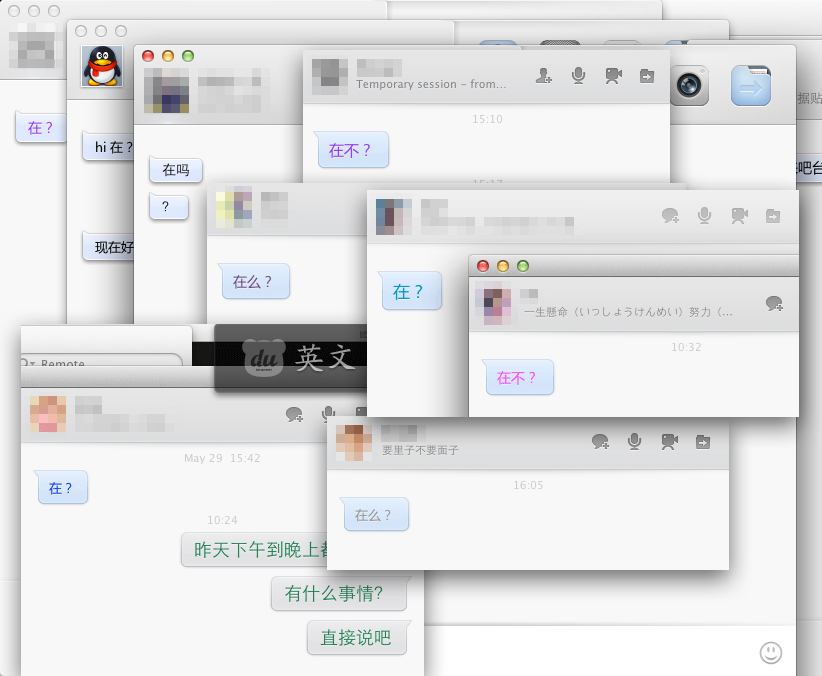 在？
hi 在？
现在好
在吗
？
Temporary session - from...
15:10
在不？
据贴
吧台
在么？
在？
一生懸命（いっしょうけんめい）努力（...
10:32
在不？
du
英文
Remote
May 29 15:42
在？
10:24
昨天下午到晚上
有什么事情？
直接说吧
要里子不要面子
16:05
在么？